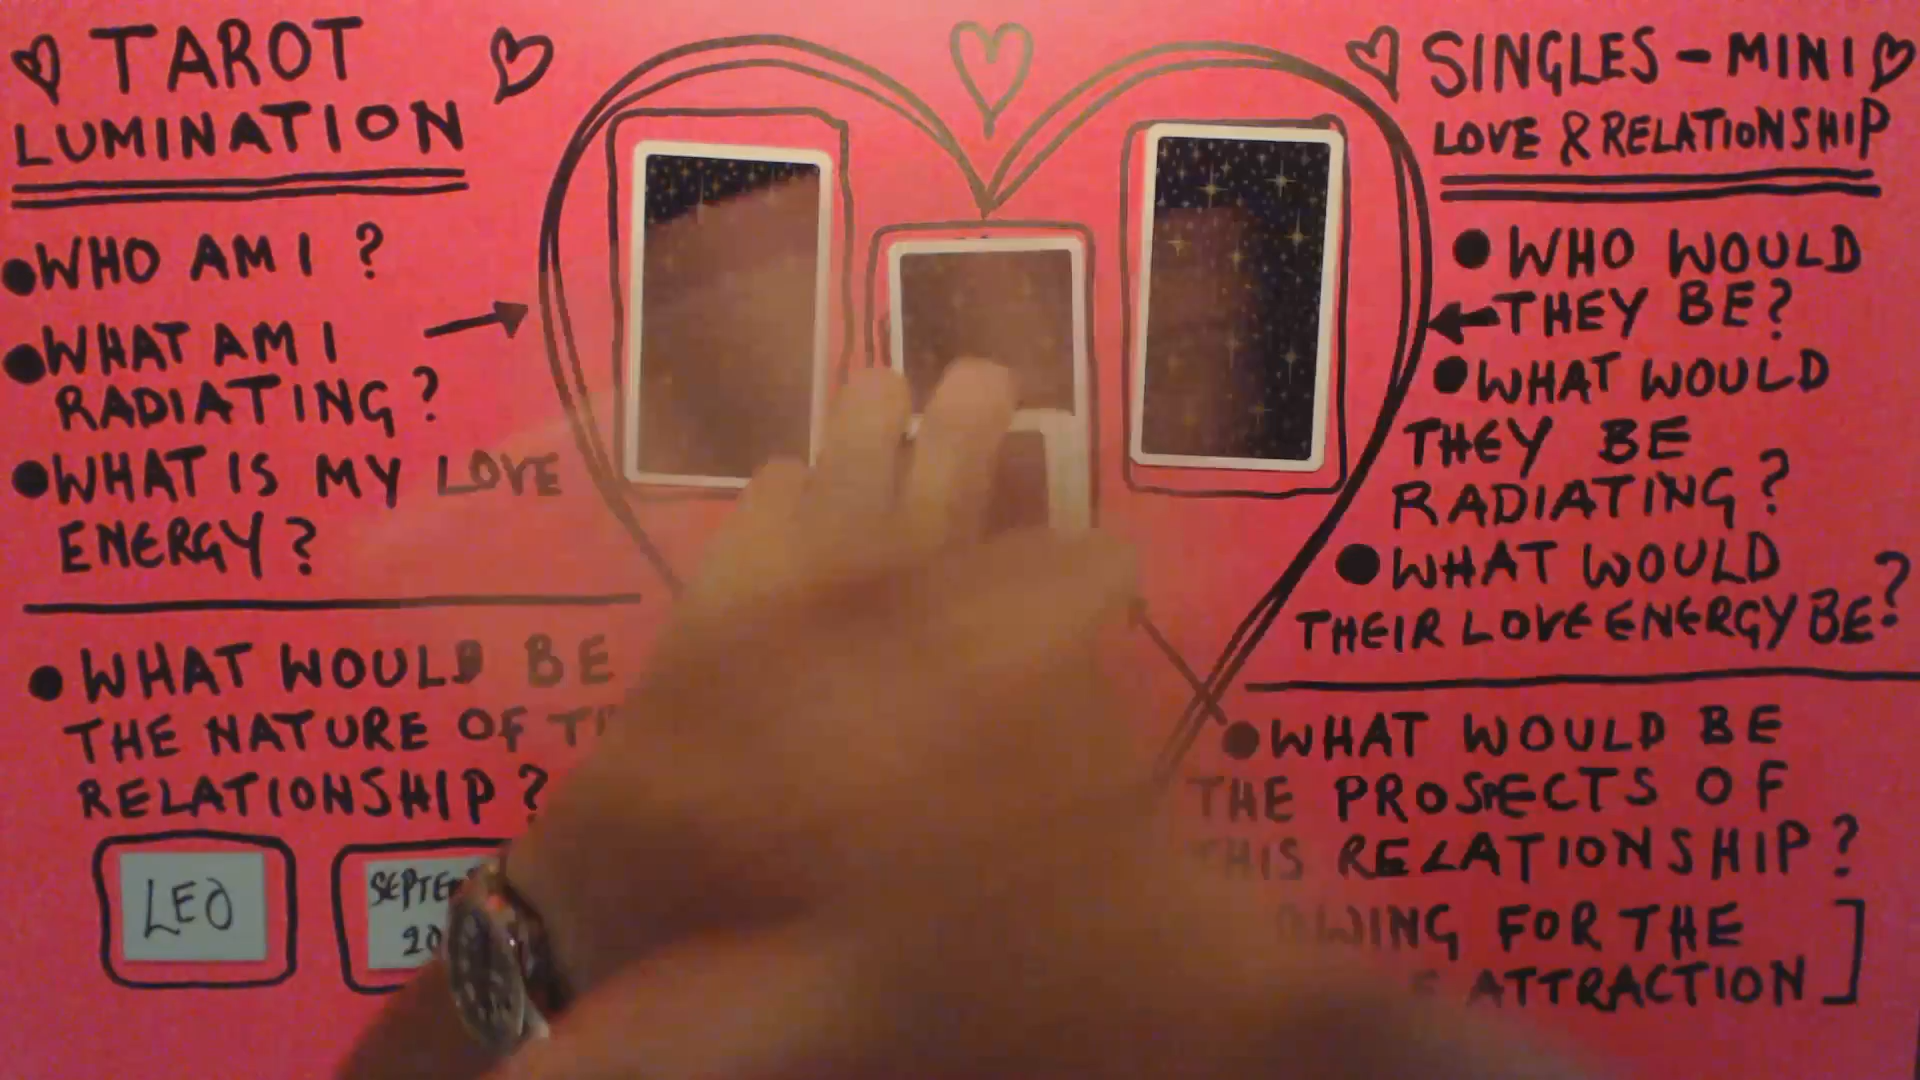 TAROT
LUMINATION
WHO AM I ?
WHAT AM I
RADIATING ?
WHAT IS MY LOVE
ENERGY ?
WHAT WOULD BE
THE NATURE OF
RELATIONSHIP ?
LEO
SINGLES - MINI
LOVE & RELATIONSHIP
WHO WOULD
THEY BE?
WHAT WOULD
THEY BE
RADIATING ?
WHAT WOULD
THEIR LOVE ENERGY BE?
WHAT WOULD BE
THE PROSPECTS OF
THIS RELATIONSHIP ?
FOR THE
ATTRACTION ]